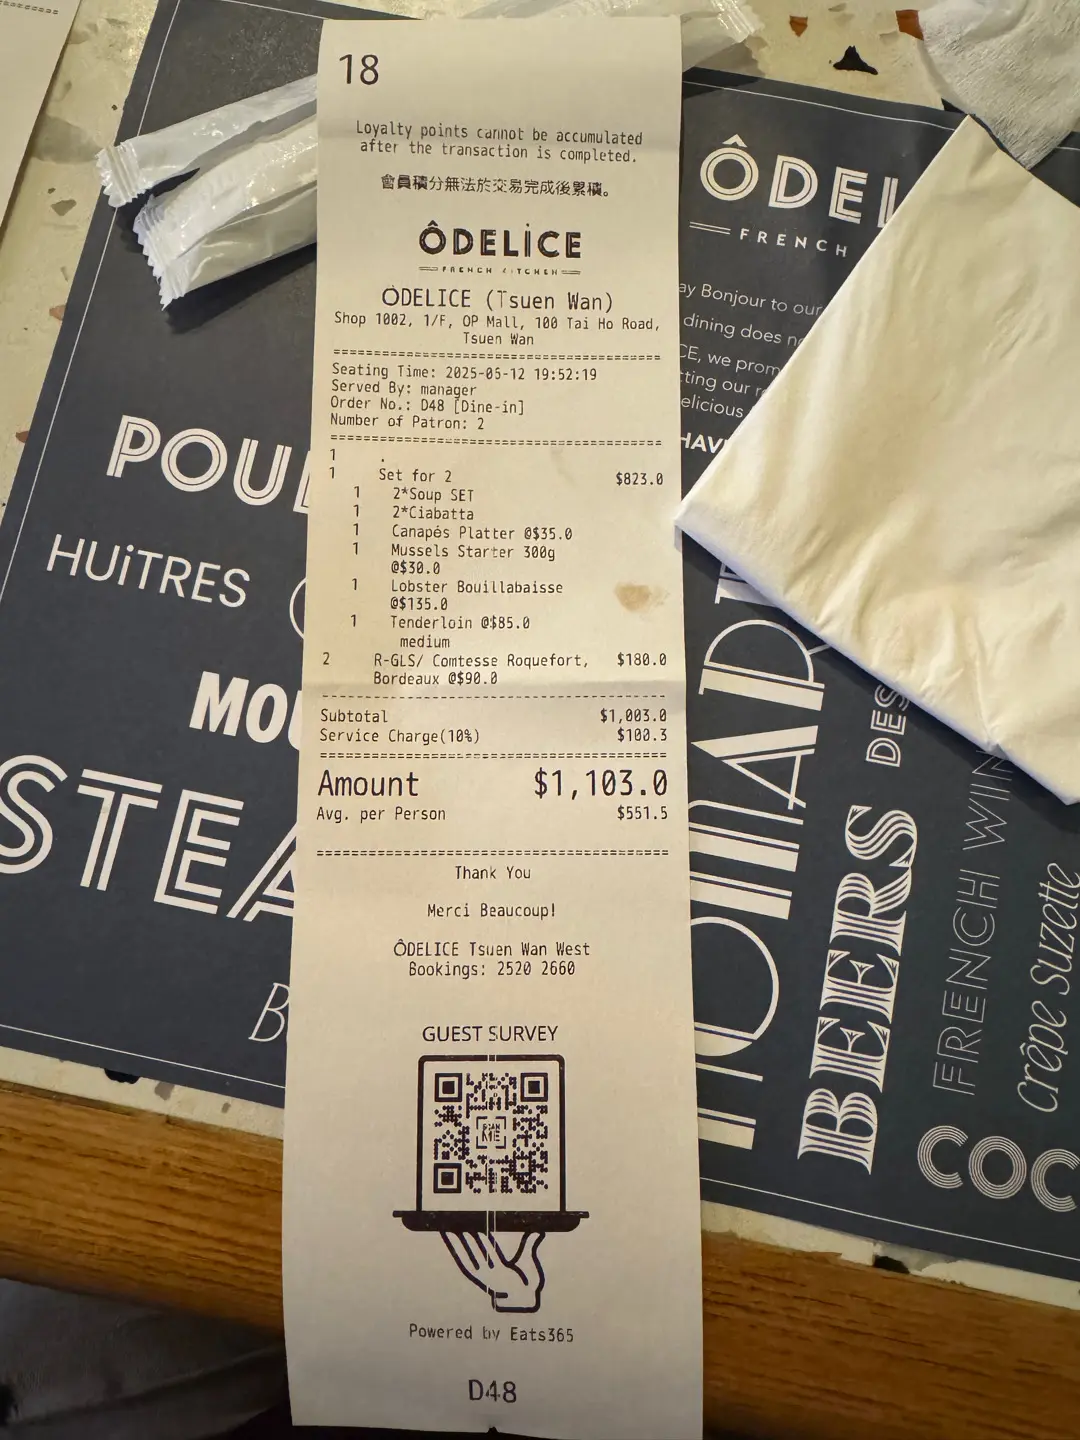 18
Loyalty points cannot be accumulated
after the transaction is completed.
會員積分無法於交易完成後累積。
ÔDELICE
FRENCH KITCHEN
ÔDELICE (Tsuen Wan)
Shop 1002, 1/F, OP Mall, 100 Tai Ho Road,
Tsuen Wan
Seating Time: 2025-06-12 19:52:19
Served By: manager
Order No.: D48 [Dine-in]
Number of Patron: 2
1 .
1 Set for 2 $823.0
1 2*Soup SET
1 2*Ciabatta
1 Canapés Platter @$35.0
1 Mussels Starter 300g
@$30.0
1 Lobster Bouillabaisse
@$135.0
1 Tenderloin @$85.0
medium
2 R-GLS/ Comtesse Roquefort, $180.0
Bordeaux @$90.0
Subtotal $1,003.0
Service Charge(10%) $100.3
Amount $1,103.0
Avg. per Person $551.5
Thank You
Merci Beaucoup!
ÔDELICE Tsuen Wan West
Bookings: 2520 2660
GUEST SURVEY
SCAN
ME
Powered by Eats365
D48
POUL
HUiTRES
MOU
STEA
B
ÔDEL
FRENCH
ay Bonjour to our
dining does
CE, we prom
tting our
elicious
HAV
HOMARD
DES
BEERS
FRENCH WIN
Crêpe Suzette
COC